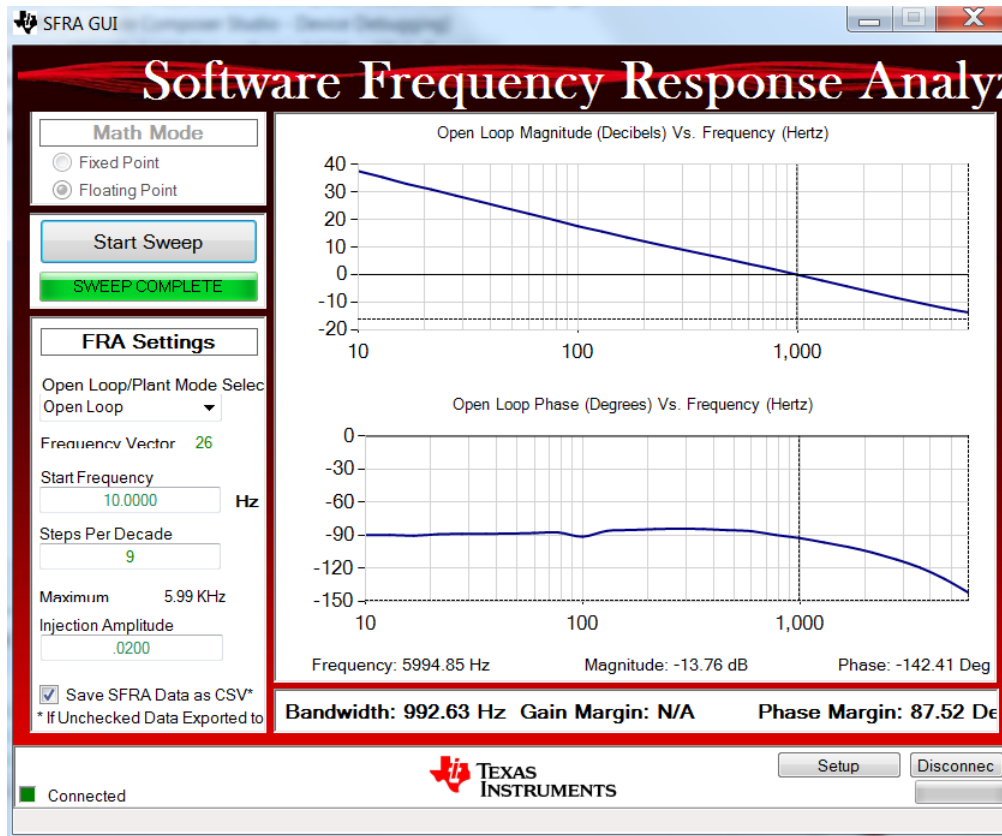 SFRA GUI
Composer Studio - Device Debugging]
Software Frequency Response Analyz
Math Mode
Fixed Point
Floating Point
Start Sweep
SWEEP COMPLETE
FRA Settings
Open Loop/Plant Mode Selec
Open Loop
Frequency Vector 26
Start Frequency
10.0000 Hz
Steps Per Decade
9
Maximum 5.99 KHz
Injection Amplitude
.0200
Save SFRA Data as CSV*
* If Unchecked Data Exported to
Open Loop Magnitude (Decibels) Vs. Frequency (Hertz)
40
30
20
10
0
-10
-20
10 100 1,000
Open Loop Phase (Degrees) Vs. Frequency (Hertz)
0
-30
-60
-90
-120
-150
10 100 1,000
Frequency: 5994.85 Hz Magnitude: -13.76 dB Phase: -142.41 Deg
Bandwidth: 992.63 Hz Gain Margin: N/A Phase Margin: 87.52 De
Connected
TEXAS
INSTRUMENTS
Setup Disconnec